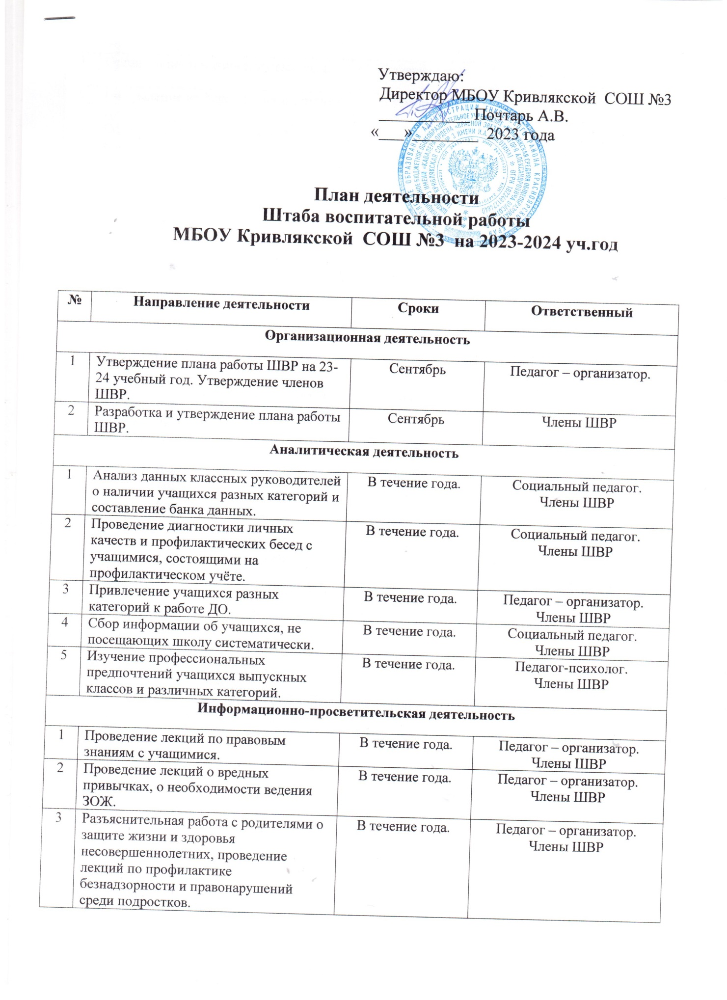 Утверждаю:
Директор МБОУ Кривлякской СОШ №3
___________ Почтарь А.В.
«___»________ 2023 года
План деятельности
Штаба воспитательной работы
МБОУ Кривлякской СОШ №3 на 2023-2024 уч.год
№ Направление деятельности Сроки Ответственный
Организационная деятельность
1 Утверждение плана работы ШВР на 23- Сентябрь Педагог – организатор.
24 учебный год. Утверждение членов
ШВР.
2 Разработка и утверждение плана работы Сентябрь Члены ШВР
ШВР.
Аналитическая деятельность
1 Анализ данных классных руководителей В течение года. Социальный педагог.
о наличии учащихся разных категорий и Члены ШВР
составление банка данных.
2 Проведение диагностики личных В течение года. Социальный педагог.
качеств и профилактических бесед с Члены ШВР
учащимися, состоящими на
профилактическом учёте.
3 Привлечение учащихся разных В течение года. Педагог – организатор.
категорий к работе ДО. Члены ШВР
4 Сбор информации об учащихся, не В течение года. Социальный педагог.
посещающих школу систематически. Члены ШВР
5 Изучение профессиональных В течение года. Педагог-психолог.
предпочтений учащихся выпускных Члены ШВР
классов и различных категорий.
Информационно-просветительская деятельность
1 Проведение лекций по правовым В течение года. Педагог – организатор.
знаниям с учащимися. Члены ШВР
2 Проведение лекций о вредных В течение года. Педагог – организатор.
привычках, о необходимости ведения Члены ШВР
ЗОЖ.
3 Разъяснительная работа с родителями о В течение года. Педагог – организатор.
защите жизни и здоровья Члены ШВР
несовершеннолетних, проведение
лекций по профилактике
безнадзорности и правонарушений
среди подростков.